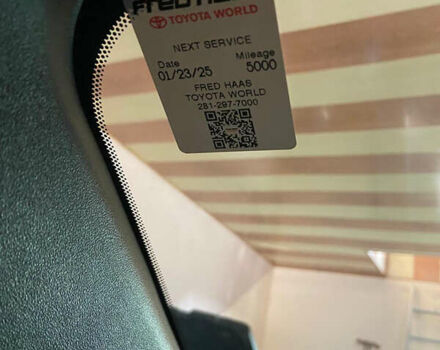 TOYOTA WORLD
NEXT SERVICE
Date Mileage
01/23/25 5000
FRED HAAS
TOYOTA WORLD
281-297-7000